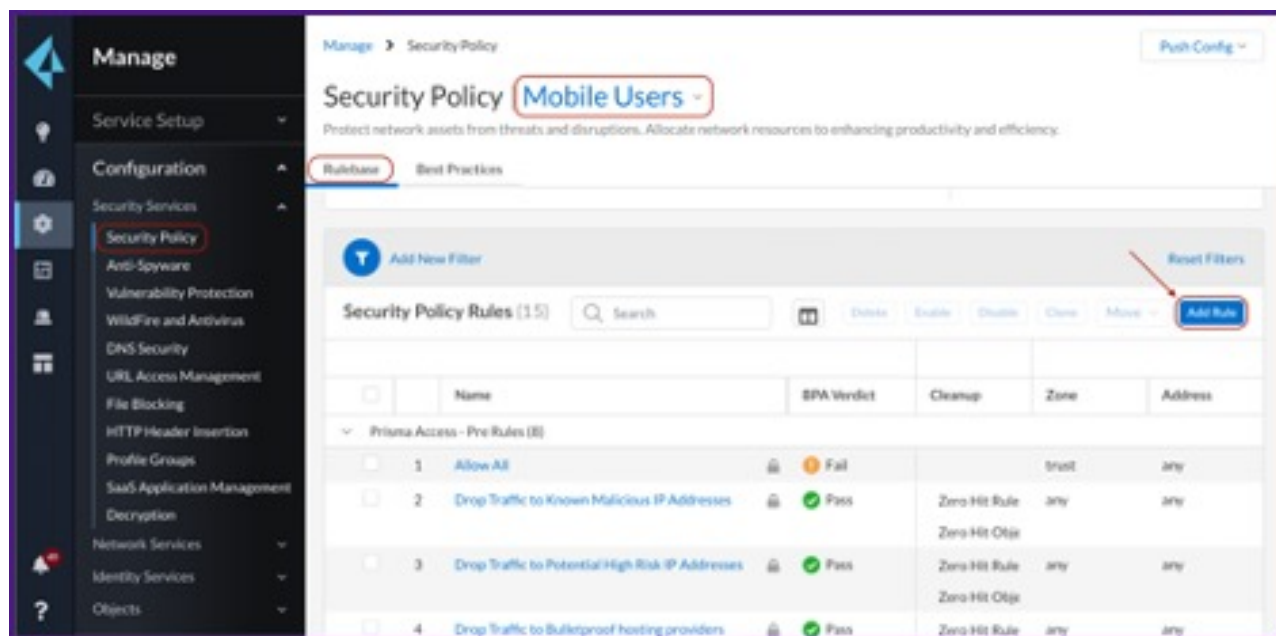 Manage
Service Setup
Configuration
Security Services
Security Policy
Anti-Spyware
Vulnerability Protection
WildFire and Antivirus
DNS Security
URL Access Management
File Blocking
HTTP Header Insertion
Profile Groups
SaaS Application Management
Decryption
Network Services
Identity Services
Objects
?
Manage > Security Policy
Push Config
Security Policy Mobile Users
Protect network assets from threats and disruptions. Allocate network resources to enhancing productivity and efficiency.
Rulebase Best Practices
Add New Filter Reset Filters
Security Policy Rules (15) Search Delete Enable Disable Clone Move Add Rule
Name BPA Verdict Cleanup Zone Address
Prisma Access - Pre Rules (8)
1 Allow All Fail trust any
2 Drop Traffic to Known Malicious IP Addresses Pass Zero Hit Rule any any
Zero Hit Obje
3 Drop Traffic to Potential High Risk IP Addresses Pass Zero Hit Rule any any
Zero Hit Obje
4 Drop Traffic to Bulletproof hosting providers Pass Zero Hit Rule any any